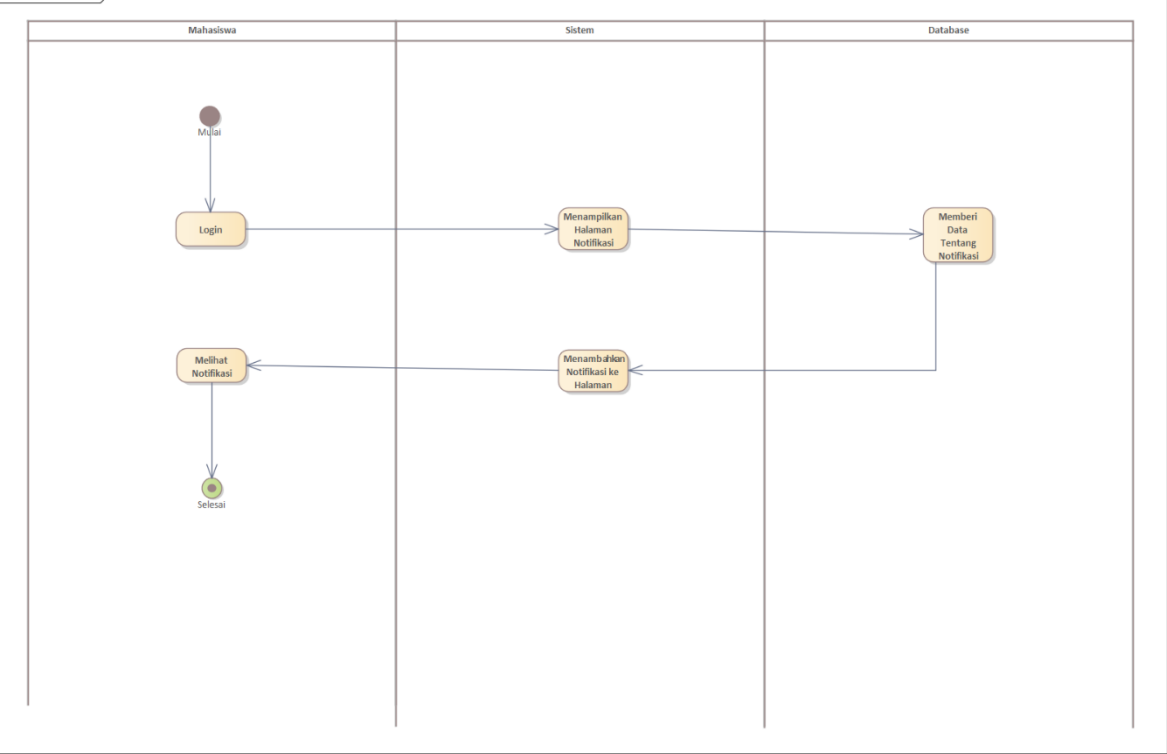 Mahasiswa
Sistem
Database
Mulai
Login
Menampilkan
Halaman
Notifikasi
Memberi
Data
Tentang
Notifikasi
Melihat
Notifikasi
Menambahkan
Notifikasi ke
Halaman
Selesai